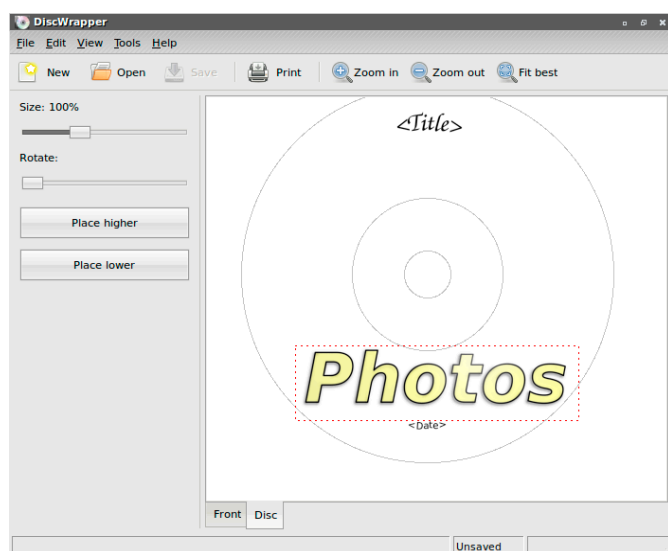 DiscWrapper
File Edit View Tools Help
New Open Save Print Zoom in Zoom out Fit best
Size: 100%
<Title>
Rotate:
Place higher
Place lower
Photos
<Date>
Front Disc
Unsaved